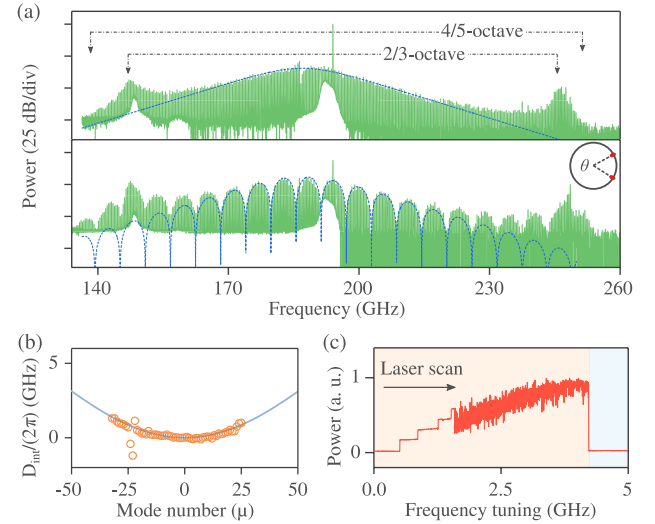 (a)
4/5-octave
2/3-octave
Power (25 dB/div)
θ
140 170 200 230 260
Frequency (GHz)
(b)
D_int/(2π) (GHz)
5
0
-50 -25 0 25 50
Mode number (μ)
(c)
Laser scan
Power (a. u.)
1
0
0.0 2.5 5
Frequency tuning (GHz)